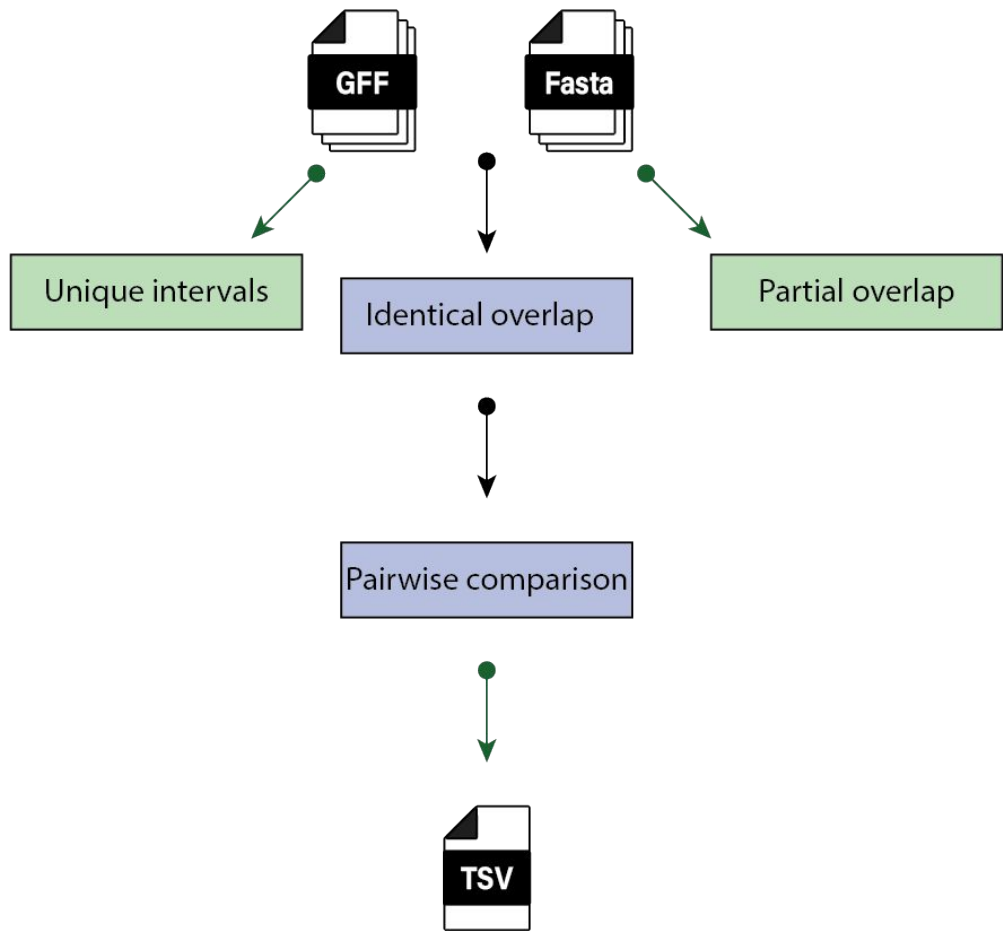 GFF
Fasta
Unique intervals
Identical overlap
Partial overlap
Pairwise comparison
TSV